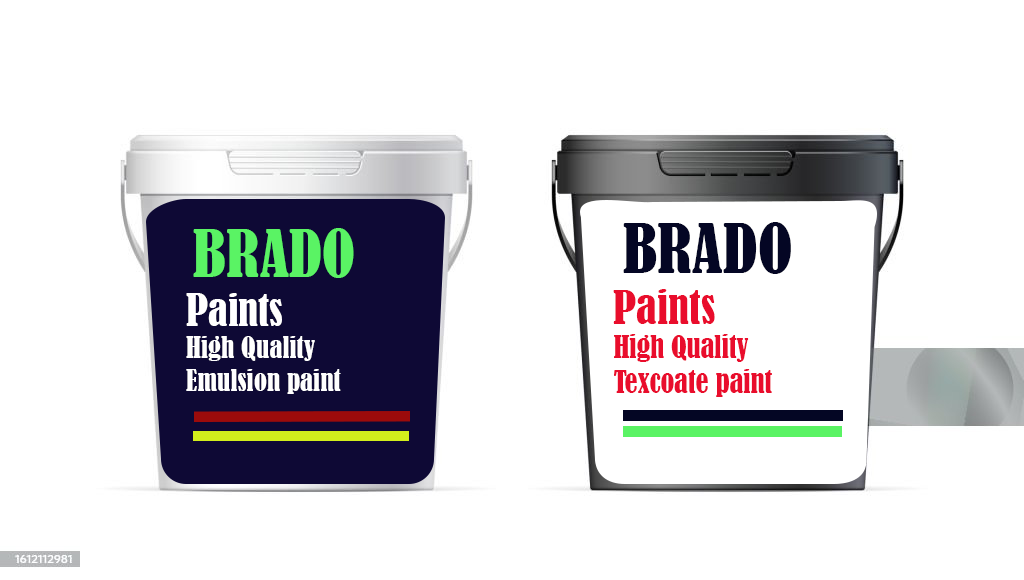 BRADO
Paints
High Quality
Emulsion paint
BRADO
Paints
High Quality
Texcoate paint
1612112981